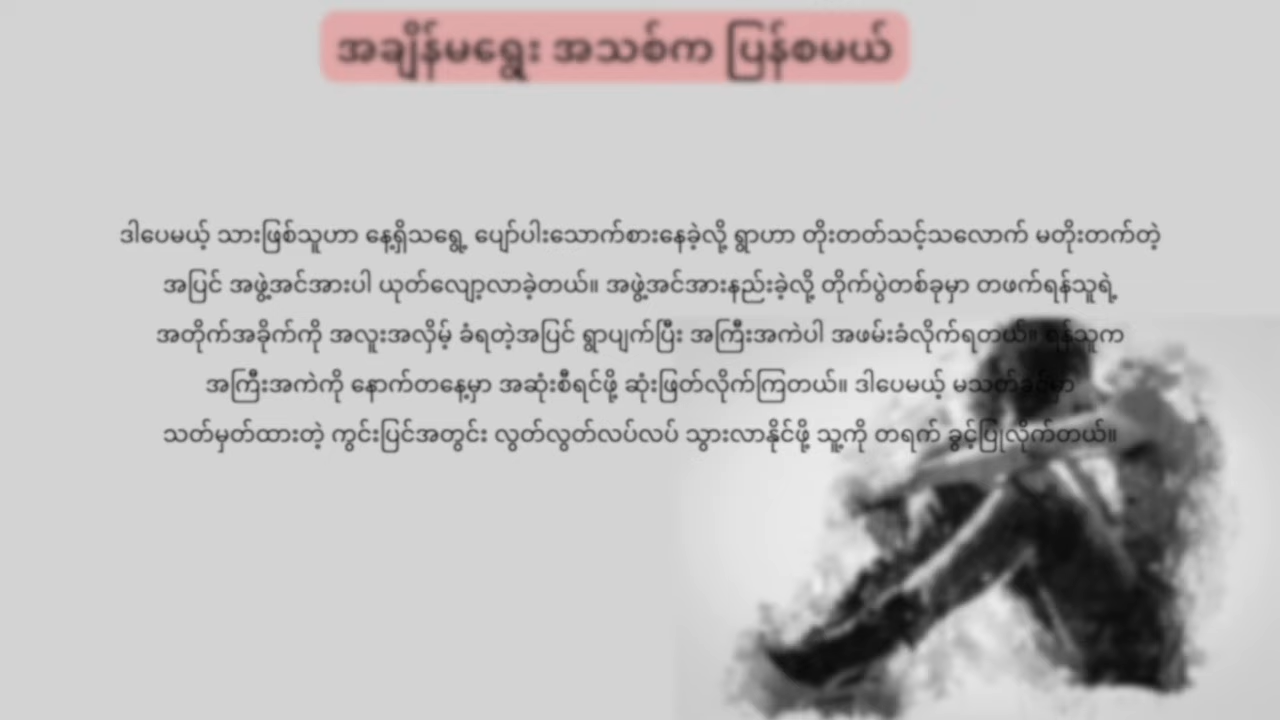 အချိန်မရွေး အသစ်က ပြန်စမယ်
ဒါပေမယ့် သားဖြစ်သူဟာ နေ့ရှိသရွေ့ ပျော်ပါးသောက်စားနေခဲ့လို့ ရွာဟာ တိုးတတ်သင့်သလောက် မတိုးတက်တဲ့
အပြင် အဖွဲ့အင်အားပါ ယုတ်လျော့လာခဲ့တယ်။ အဖွဲ့အင်အားနည်းခဲ့လို့ တိုက်ပွဲတစ်ခုမှာ တဖက်ရန်သူရဲ့
အတိုက်အခိုက်ကို အလူးအလှိမ့် ခံရတဲ့အပြင် ရွာပျက်ပြီး အကြီးအကဲပါ အဖမ်းခံလိုက်ရတယ်။ ရန်သူက
အကြီးအကဲကို နောက်တနေ့မှာ အဆုံးစီရင်ဖို့ ဆုံးဖြတ်လိုက်ကြတယ်။ ဒါပေမယ့် မသတ်ခင်မှာ
သတ်မှတ်ထားတဲ့ ကွင်းပြင်အတွင်း လွတ်လွတ်လပ်လပ် သွားလာနိုင်ဖို့ သူ့ကို တရက် ခွင့်ပြုလိုက်တယ်။